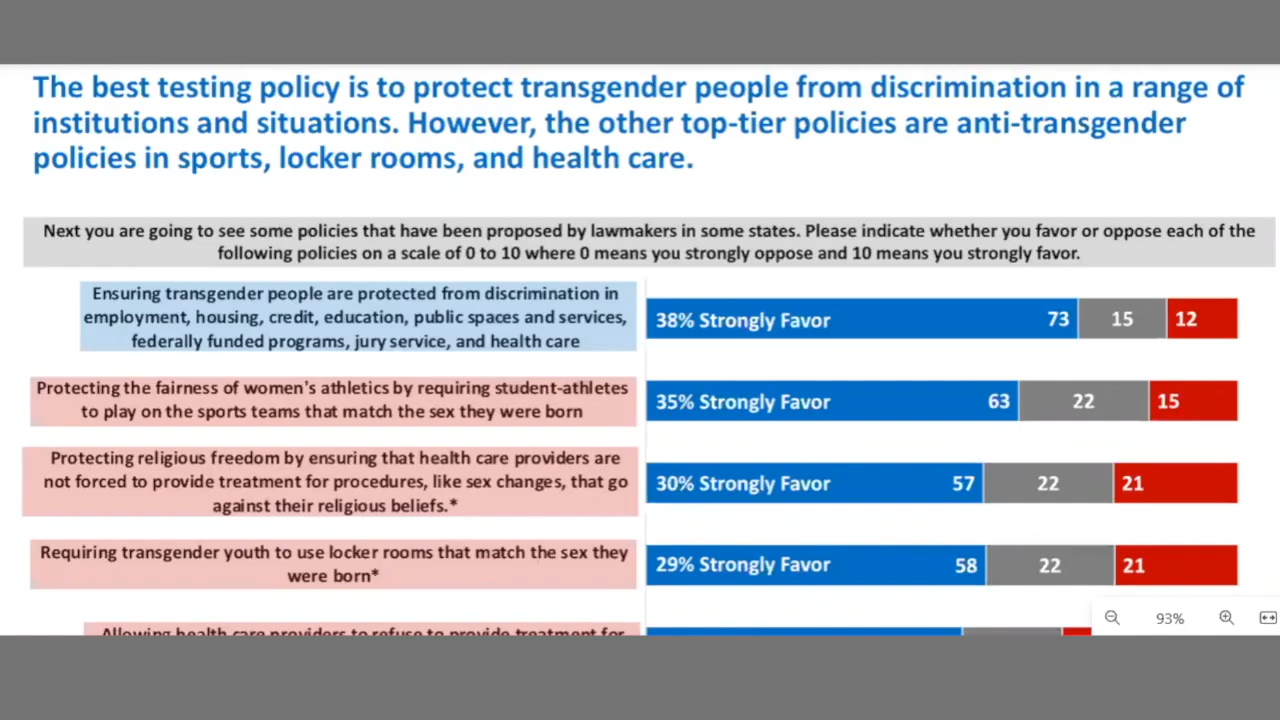 The best testing policy is to protect transgender people from discrimination in a range of
institutions and situations. However, the other top-tier policies are anti-transgender
policies in sports, locker rooms, and health care.
Next you are going to see some policies that have been proposed by lawmakers in some states. Please indicate whether you favor or oppose each of the
following policies on a scale of 0 to 10 where 0 means you strongly oppose and 10 means you strongly favor.
Ensuring transgender people are protected from discrimination in
employment, housing, credit, education, public spaces and services,
federally funded programs, jury service, and health care
38% Strongly Favor 73 15 12
Protecting the fairness of women's athletics by requiring student-athletes
to play on the sports teams that match the sex they were born
35% Strongly Favor 63 22 15
Protecting religious freedom by ensuring that health care providers are
not forced to provide treatment for procedures, like sex changes, that go
against their religious beliefs.*
30% Strongly Favor 57 22 21
Requiring transgender youth to use locker rooms that match the sex they
were born*
29% Strongly Favor 58 22 21
Allowing health care providers to refuse to provide treatment for
93%